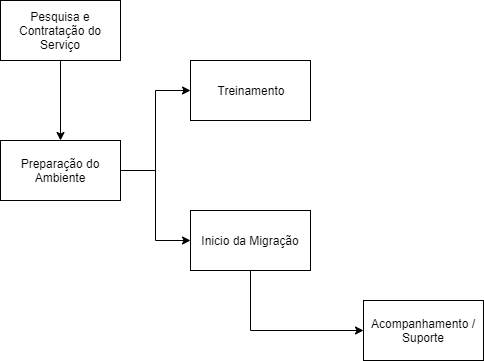 Pesquisa e
Contratação do
Serviço
Treinamento
Preparação do
Ambiente
Inicio da Migração
Acompanhamento /
Suporte